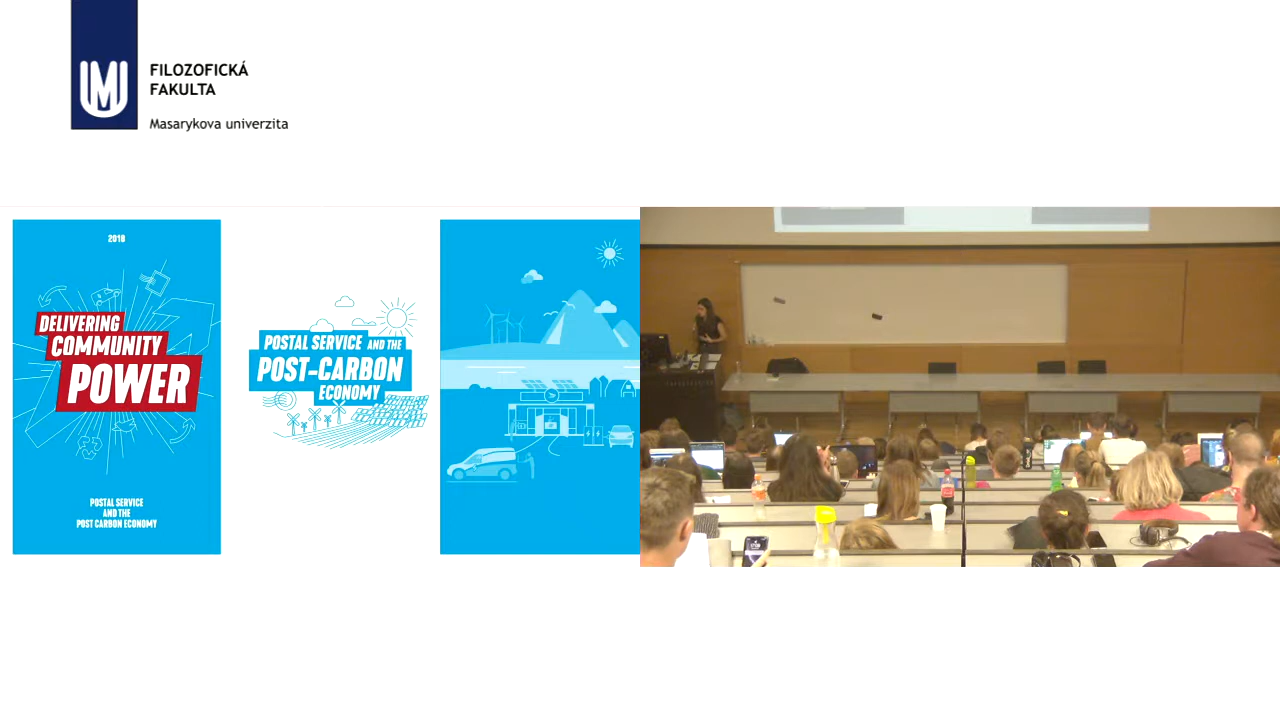 FILOZOFICKÁ
FAKULTA
Masarykova univerzita
2018
DELIVERING
COMMUNITY
POWER
POSTAL SERVICE
AND THE
POST CARBON ECONOMY
POSTAL SERVICE AND THE
POST-CARBON
ECONOMY